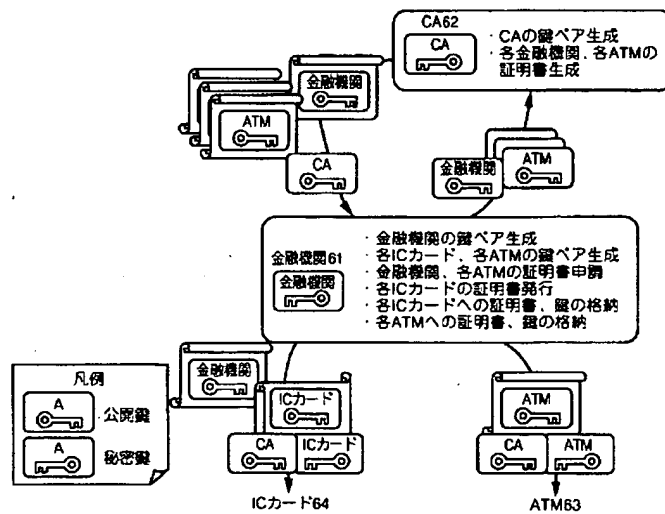 CA62
CA
・CAの鍵ペア生成
・各金融機関、各ATMの
証明書生成
金融機関
ATM
CA
金融機関
ATM
金融機関61
金融機関
・金融機関の鍵ペア生成
・各ICカード、各ATMの鍵ペア生成
・金融機関、各ATMの証明書申請
・各ICカードの証明書発行
・各ICカードへの証明書、鍵の格納
・各ATMへの証明書、鍵の格納
凡例
A
公開鍵
A
秘密鍵
金融機関
ICカード
CA
ICカード
ICカード64
ATM
CA
ATM
ATM63